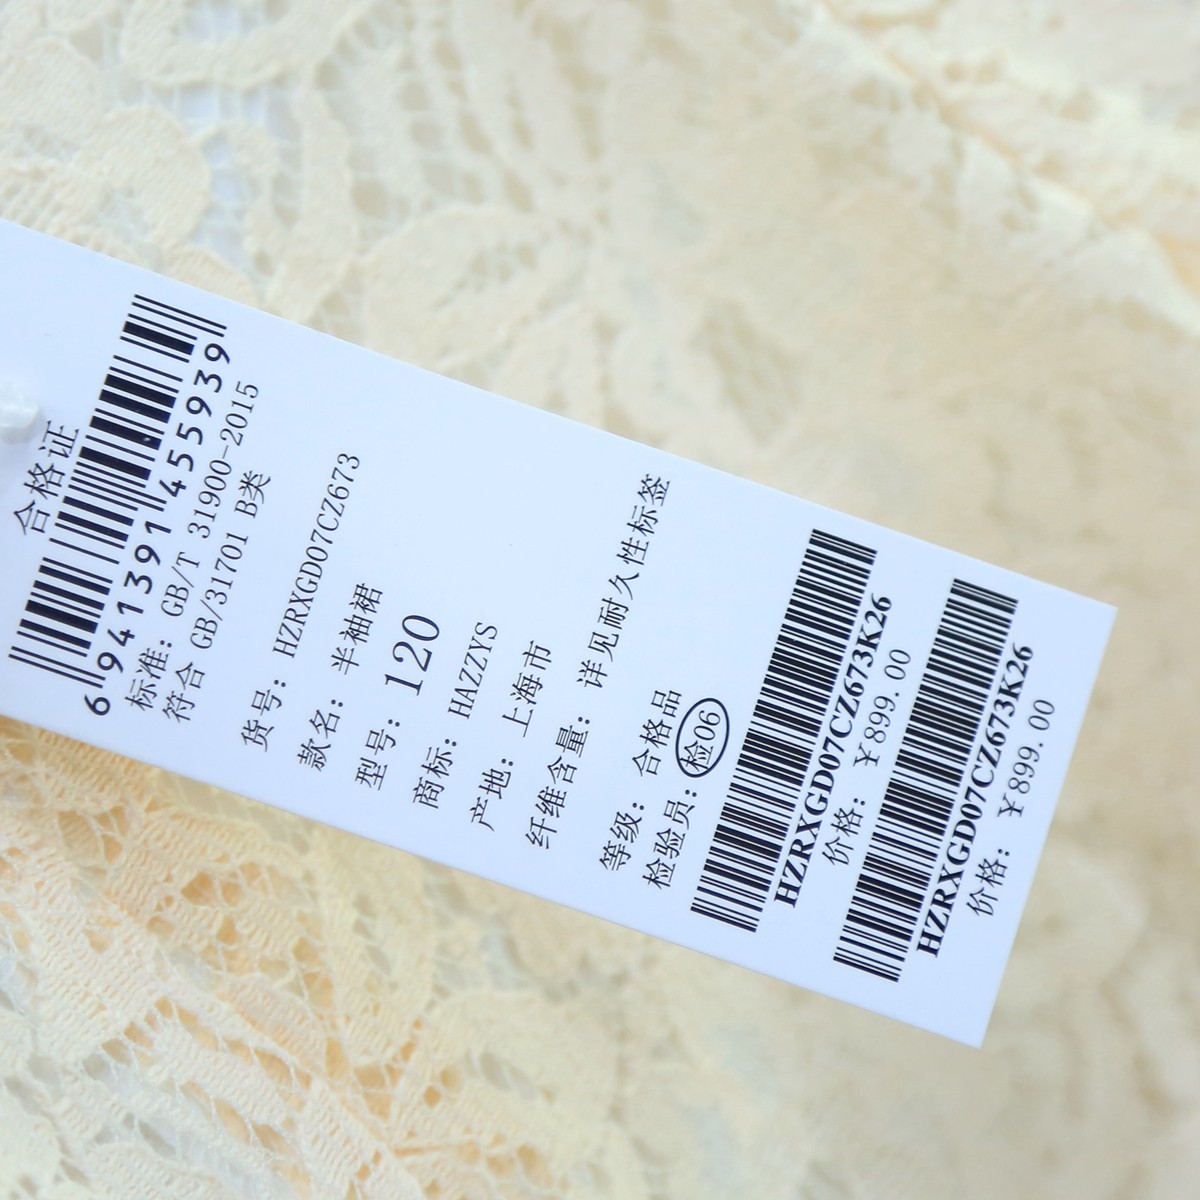 合格证
6 941391 455939
标准: GB/T 31900-2015
符合 GB/31701 B类
货号: HZRXGD07CZ673
款名: 半袖裙
型号: 120
商标: HAZZYS
产地: 上海市
纤维含量: 详见耐久性标签
等级: 合格品
检验员: 检06
HZRXGD07CZ673K26
价格: ￥899.00
HZRXGD07CZ673K26
价格: ￥899.00